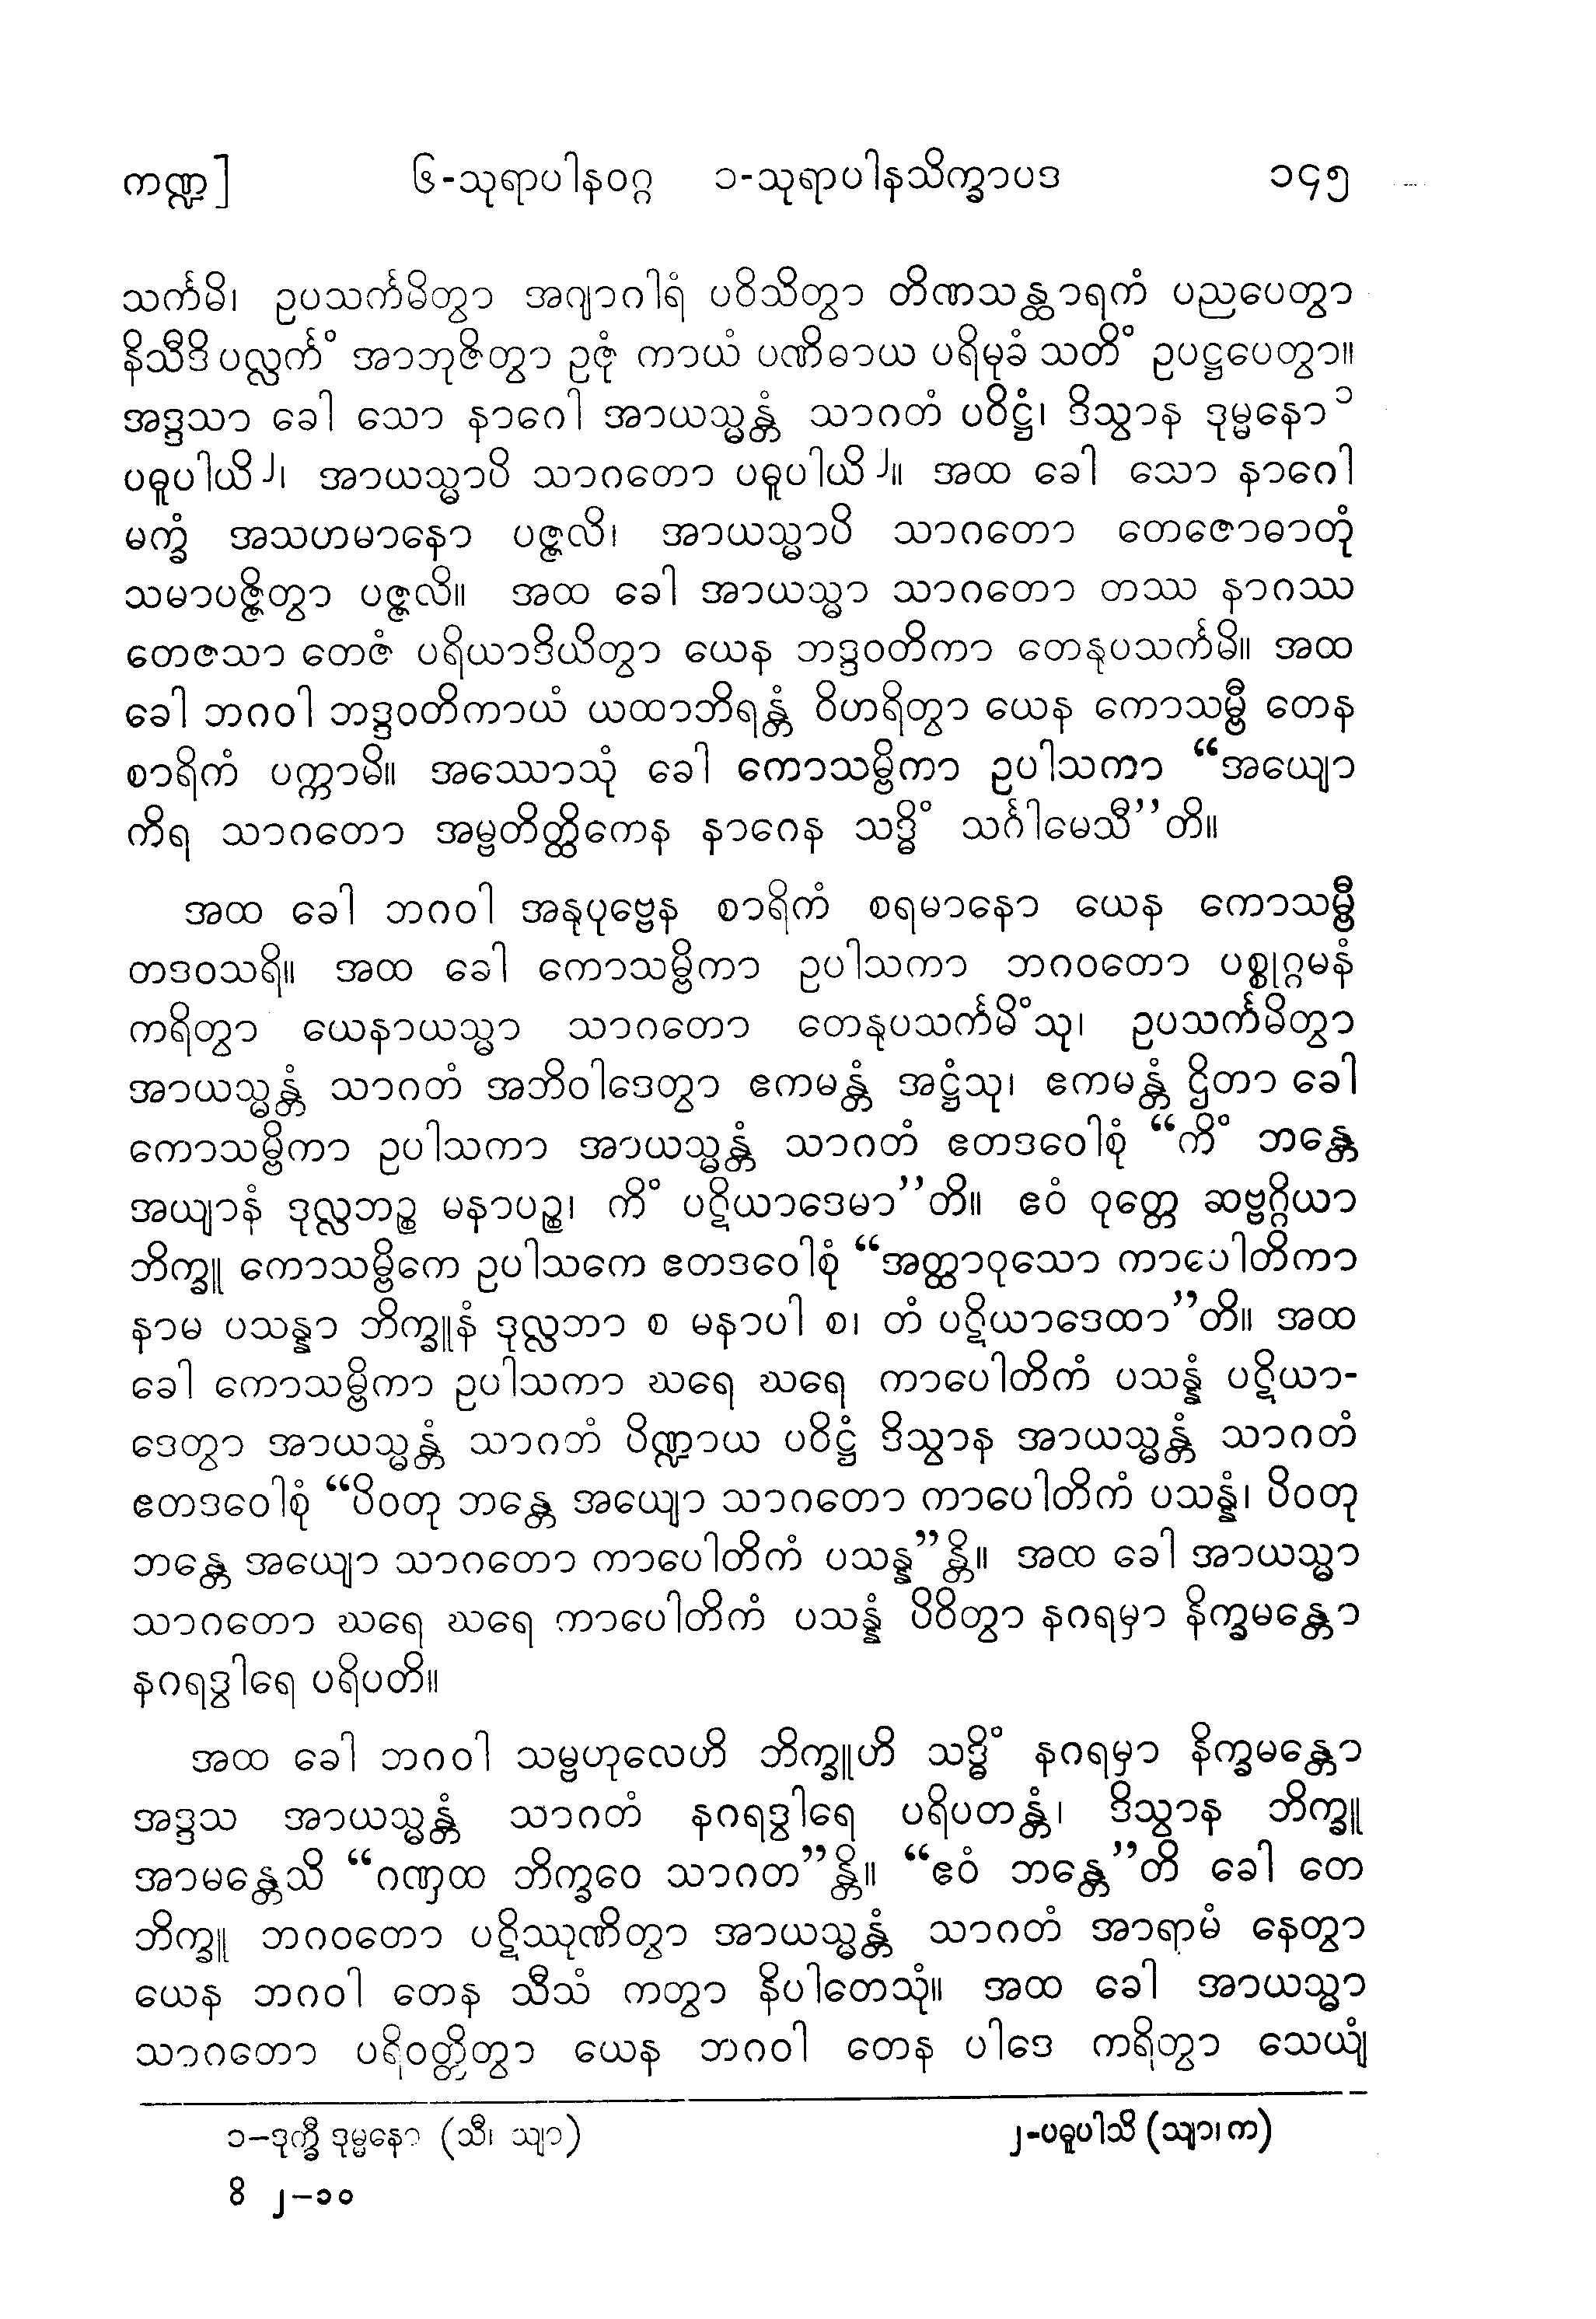 ကဏ္ဍ] ၆-သုရာပါနဝဂ္ဂ ၁-သုရာပါနသိက္ခာပဒ ၁၄၅
သင်္ကမိ၊ ဥပသင်္ကမိတွာ အဂျာဂါရံ ပဝိသိတွာ တိဏသန္ထာရကံ ပညပေတွာ
နိသီဒိ ပလ္လင်္ကံ အာဘုဇိတွာ ဥဇုံ ကာယံ ပဏိဓာယ ပရိမုခံ သတိံ ဥပဋ္ဌပေတွာ။
အဒ္ဒသာ ခေါ သော နာဂေါ အာယသ္မန္တံ သာဂတံ ပဝိဋ္ဌံ၊ ဒိသွာန ဒုမ္မနော၁
ပဓူပါယိ၂၊ အာယသ္မာပိ သာဂတော ပဓူပါယိ၂။ အထ ခေါ သော နာဂေါ
မက္ခံ အသဟမာနော ပဇ္ဇလိ၊ အာယသ္မာပိ သာဂတော တေဇောဓာတုံ
သမာပဇ္ဇိတွာ ပဇ္ဇလိ။ အထ ခေါ အာယသ္မာ သာဂတော တဿ နာဂဿ
တေဇသာ တေဇံ ပရိယာဒိယိတွာ ယေန ဘဒ္ဒဝတိကာ တေနုပသင်္ကမိ။ အထ
ခေါ ဘဂဝါ ဘဒ္ဒဝတိကာယံ ယထာဘိရန္တံ ဝိဟရိတွာ ယေန ကောသမ္ဗီ တေန
စာရိကံ ပက္ကာမိ။ အဿောသုံ ခေါ ကောသမ္ဗိကာ ဥပါသကာ “အယျော
ကိရ သာဂတော အမ္ဗတိတ္ထိကေန နာဂေန သဒ္ဓိံ သင်္ဂါမေသီ”တိ။
အထ ခေါ ဘဂဝါ အနုပုဗ္ဗေန စာရိကံ စရမာနော ယေန ကောသမ္ဗီ
တဒဝသရိ။ အထ ခေါ ကောသမ္ဗိကာ ဥပါသကာ ဘဂဝတော ပစ္စုဂ္ဂမနံ
ကရိတွာ ယေနာယသ္မာ သာဂတော တေနုပသင်္ကမိံသု၊ ဥပသင်္ကမိတွာ
အာယသ္မန္တံ သာဂတံ အဘိဝါဒေတွာ ဧကမန္တံ အဋ္ဌံသု၊ ဧကမန္တံ ဌိတာ ခေါ
ကောသမ္ဗိကာ ဥပါသကာ အာယသ္မန္တံ သာဂတံ ဧတဒဝေါစုံ “ကိံ ဘန္တေ
အယျာနံ ဒုလ္လဘဉ္စ မနာပဉ္စ၊ ကိံ ပဋိယာဒေမာ”တိ။ ဧဝံ ဝုတ္တေ ဆဗ္ဗဂ္ဂိယာ
ဘိက္ခူ ကောသမ္ဗိကေ ဥပါသကေ ဧတဒဝေါစုံ “အတ္ထာဝုသော ကာပေါတိကာ
နာမ ပသန္နာ ဘိက္ခူနံ ဒုလ္လဘာ စ မနာပါ စ၊ တံ ပဋိယာဒေထာ”တိ။ အထ
ခေါ ကောသမ္ဗိကာ ဥပါသကာ ဃရေ ဃရေ ကာပေါတိကံ ပသန္နံ ပဋိယာ-
ဒေတွာ အာယသ္မန္တံ သာဂဘံ ပိဏ္ဍာယ ပဝိဋ္ဌံ ဒိသွာန အာယသ္မန္တံ သာဂတံ
ဧတဒဝေါစုံ “ပိဝတု ဘန္တေ အယျော သာဂတော ကာပေါတိကံ ပသန္နံ၊ ပိဝတု
ဘန္တေ အယျော သာဂတော ကာပေါတိကံ ပသန္န”န္တိ။ အထ ခေါ အာယသ္မာ
သာဂတော ဃရေ ဃရေ ကာပေါတိကံ ပသန္နံ ပိဝိတွာ နဂရမှာ နိက္ခမန္တော
နဂရဒွါရေ ပရိပတိ။
အထ ခေါ ဘဂဝါ သမ္ဗဟုလေဟိ ဘိက္ခူဟိ သဒ္ဓိံ နဂရမှာ နိက္ခမန္တော
အဒ္ဒသ အာယသ္မန္တံ သာဂတံ နဂရဒွါရေ ပရိပတန္တံ၊ ဒိသွာန ဘိက္ခူ
အာမန္တေသိ “ဂဏှထ ဘိက္ခဝေ သာဂတ”န္တိ။ “ဧဝံ ဘန္တေ”တိ ခေါ တေ
ဘိက္ခူ ဘဂဝတော ပဋိဿုဏိတွာ အာယသ္မန္တံ သာဂတံ အာရာမံ နေတွာ
ယေန ဘဂဝါ တေန သီသံ ကတွာ နိပါတေသုံ။ အထ ခေါ အာယသ္မာ
သာဂတော ပရိဝတ္တိတွာ ယေန ဘဂဝါ တေန ပါဒေ ကရိတွာ သေယျံ
၁–ဒုက္ခီ ဒုမ္မနော (သီ၊ သျာ) ၂-ပဓူပါသိ (သျာ၊ က)
ဝိ ၂–၁၀